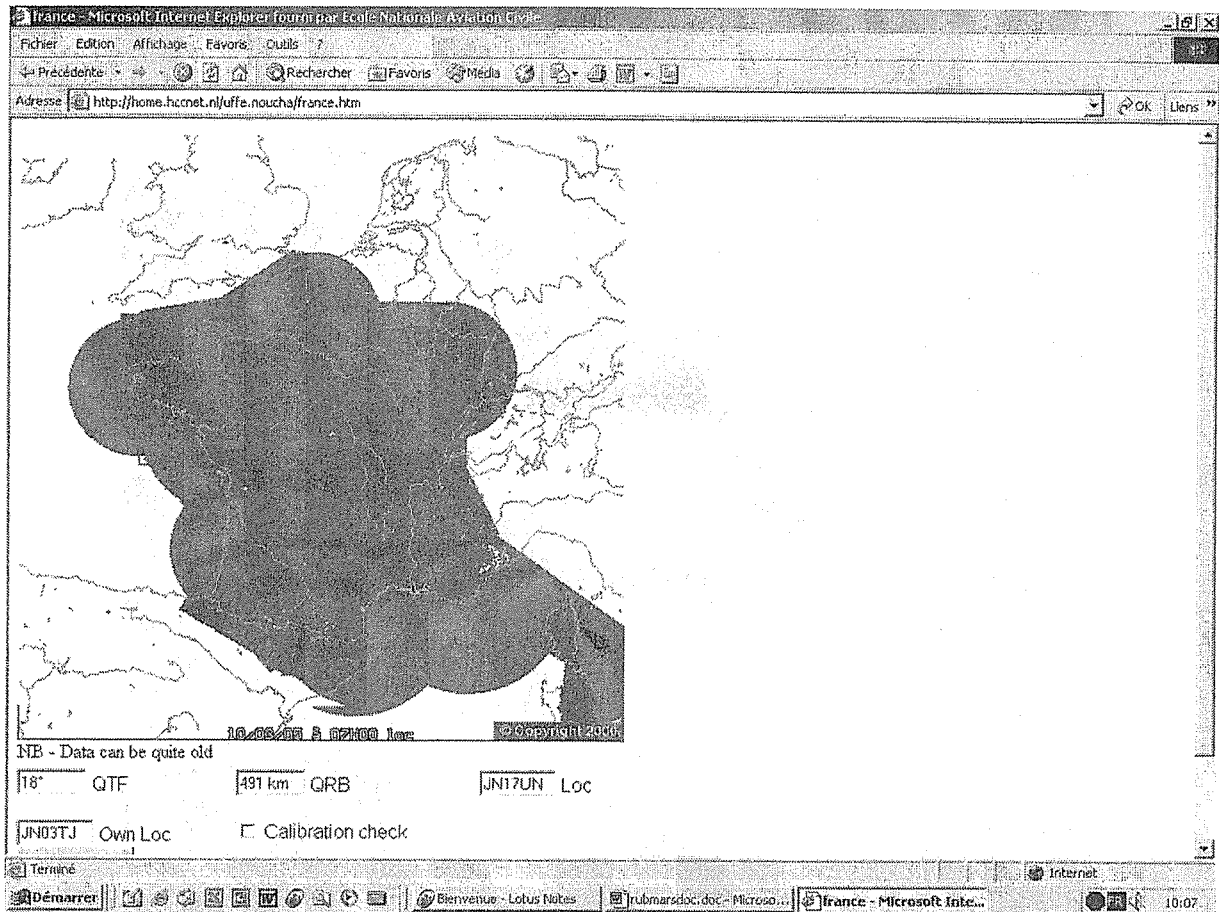 france - Microsoft Internet Explorer fourni par Ecole Nationale Aviation Civile
Fichier Edition Affichage Favoris Outils ?
Précédente Rechercher Favoris Média
Adresse http://home.hccnet.nl/uffe.noucha/france.htm OK Liens »
07H00 loc © Copyright 2000
NB - Data can be quite old
18° QTF 491 km QRB JN17UN Loc
JN03TJ Own Loc Calibration check
Terminé Internet
Démarrer Bienvenue - Lotus Notes rubmarsdoc.doc - Microso... france - Microsoft Inte... 10:07